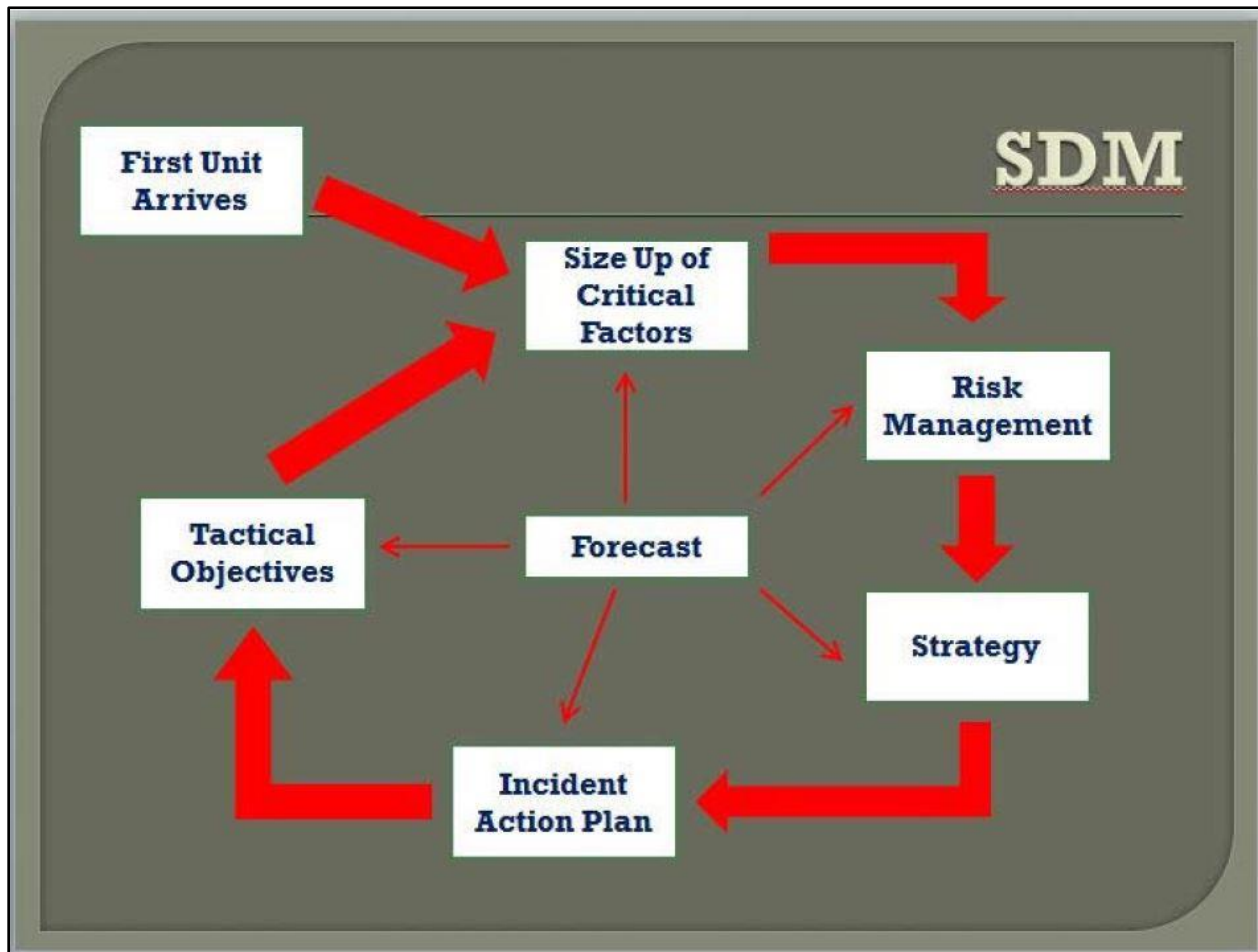 SDM
First Unit
Arrives
Size Up of
Critical
Factors
Risk
Management
Tactical
Objectives
Forecast
Strategy
Incident
Action Plan